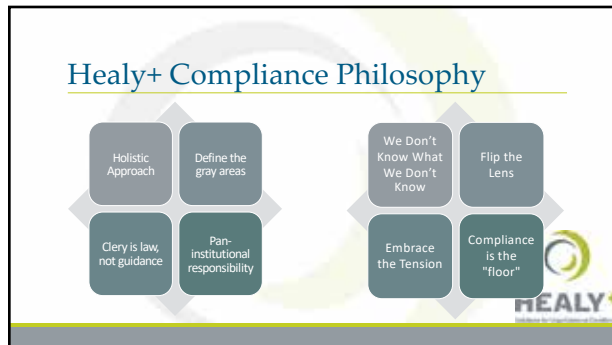 Healy+ Compliance Philosophy
Holistic
Approach
Define the
gray areas
Clery is law,
not guidance
Pan-
institutional
responsibility
We Don't
Know What
We Don't
Know
Flip the
Lens
Embrace
the Tension
Compliance
is the
"floor"
HEALY+